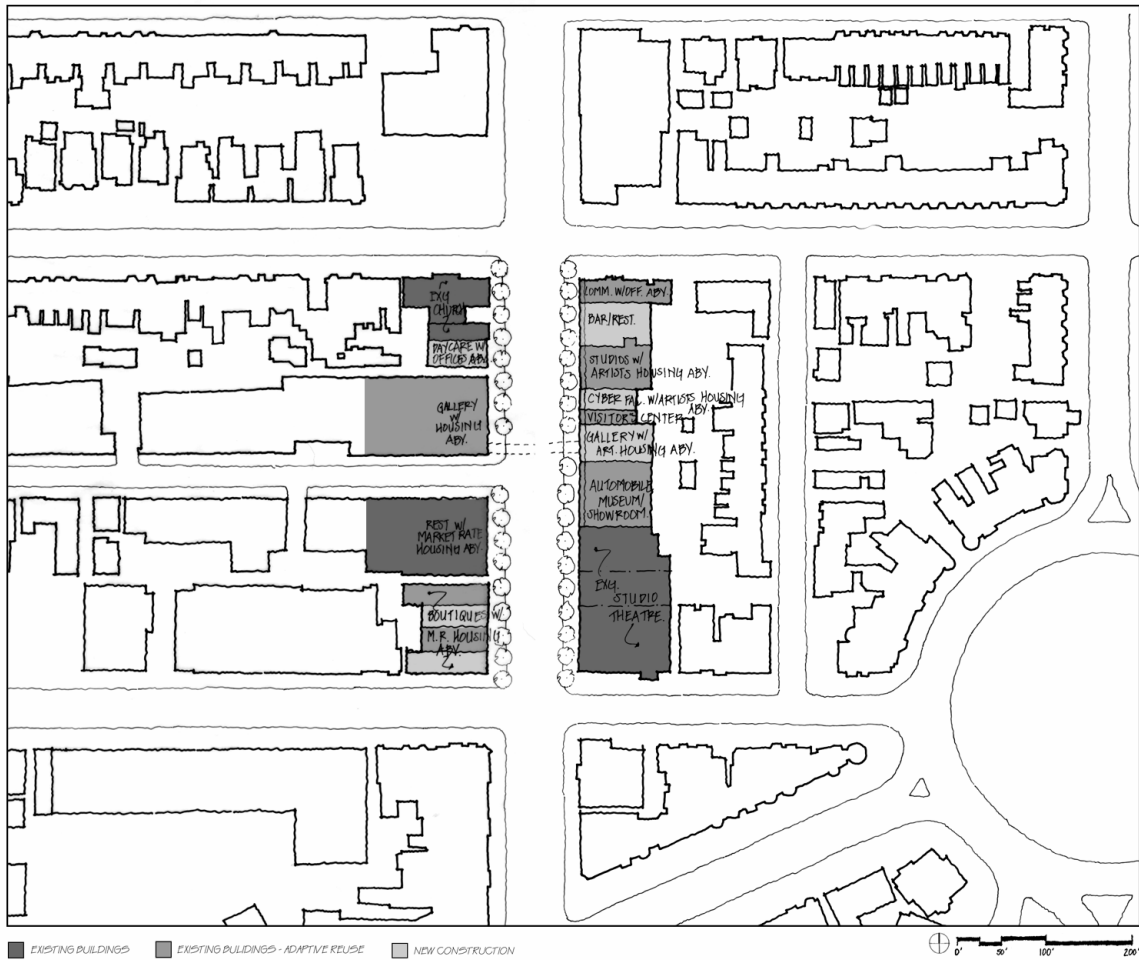 EXG
CHURCH
DAYCARE W/
OFFICES ABY.
GALLERY
W/
HOUSING
ABY.
REST. W/
MARKET RATE
HOUSING ABY.
BOUTIQUES W/
M.R. HOUSING
ABY.
COMM. W/OFF. ABY.
BAR/REST.
STUDIOS W/
ARTISTS HOUSING ABY.
CYBER FAC. W/ARTISTS HOUSING
ABY.
VISITORS CENTER
GALLERY W/
ART. HOUSING ABY.
AUTOMOBILE
MUSEUM/
SHOWROOM.
EXG.
STUDIO
THEATRE.
EXISTING BUILDINGS
EXISTING BULIDINGS - ADAPTIVE REUSE
NEW CONSTRUCTION
0' 50' 100' 200'